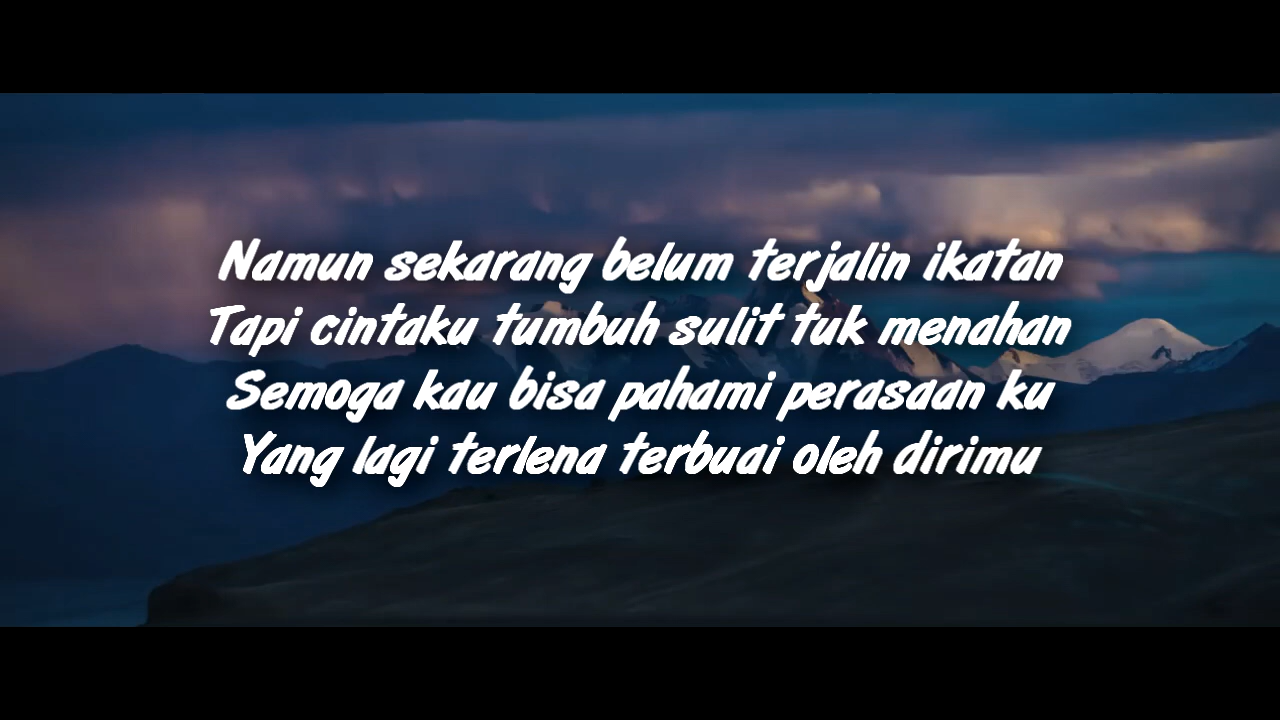 Namun sekarang belum terjalin ikatan
Tapi cintaku tumbuh sulit tuk menahan
Semoga kau bisa pahami perasaan ku
Yang lagi terlena terbuai oleh dirimu